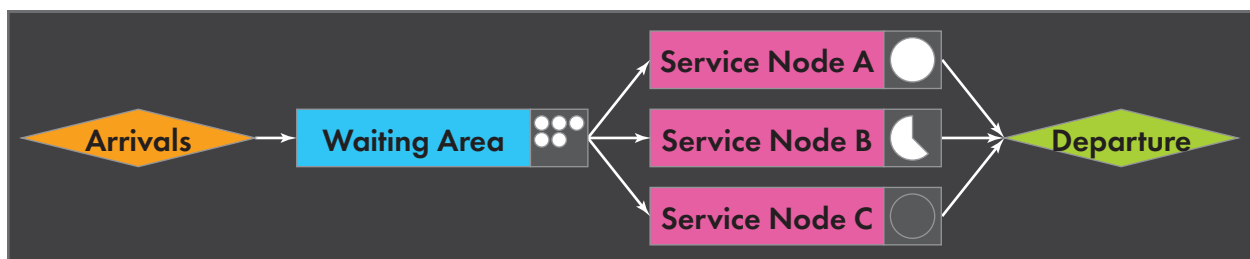 Arrivals
Waiting Area
Service Node A
Service Node B
Service Node C
Departure